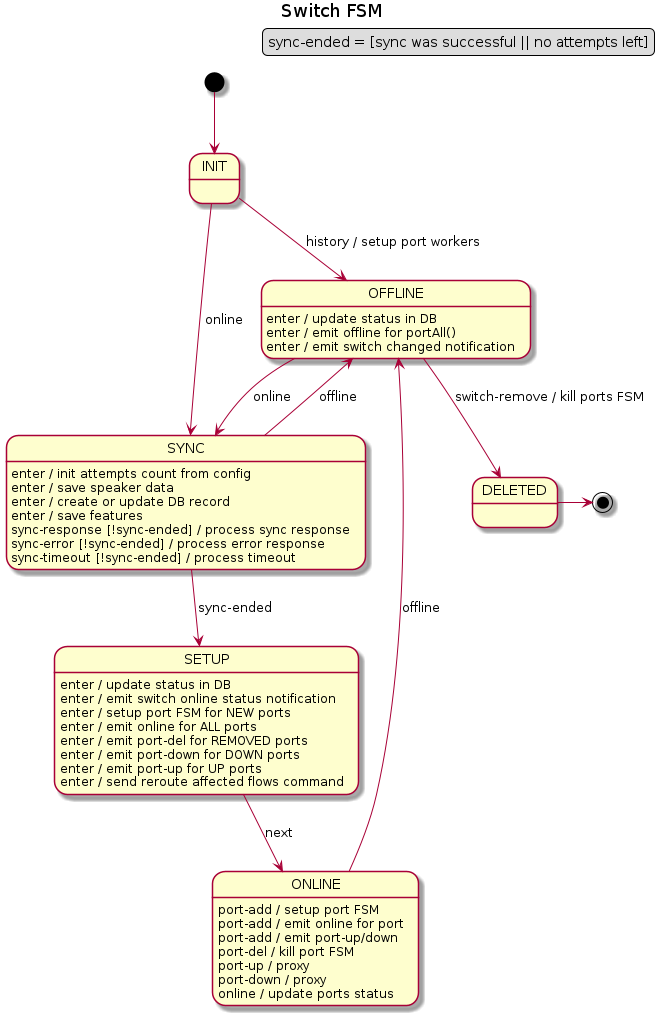 Switch FSM
sync-ended = [sync was successful || no attempts left]
INIT
history / setup port workers
online
OFFLINE
enter / update status in DB
enter / emit offline for portAll()
enter / emit switch changed notification
online
offline
switch-remove / kill ports FSM
SYNC
enter / init attempts count from config
enter / save speaker data
enter / create or update DB record
enter / save features
sync-response [!sync-ended] / process sync response
sync-error [!sync-ended] / process error response
sync-timeout [!sync-ended] / process timeout
DELETED
sync-ended
offline
SETUP
enter / update status in DB
enter / emit switch online status notification
enter / setup port FSM for NEW ports
enter / emit online for ALL ports
enter / emit port-del for REMOVED ports
enter / emit port-down for DOWN ports
enter / emit port-up for UP ports
enter / send reroute affected flows command
next
ONLINE
port-add / setup port FSM
port-add / emit online for port
port-add / emit port-up/down
port-del / kill port FSM
port-up / proxy
port-down / proxy
online / update ports status